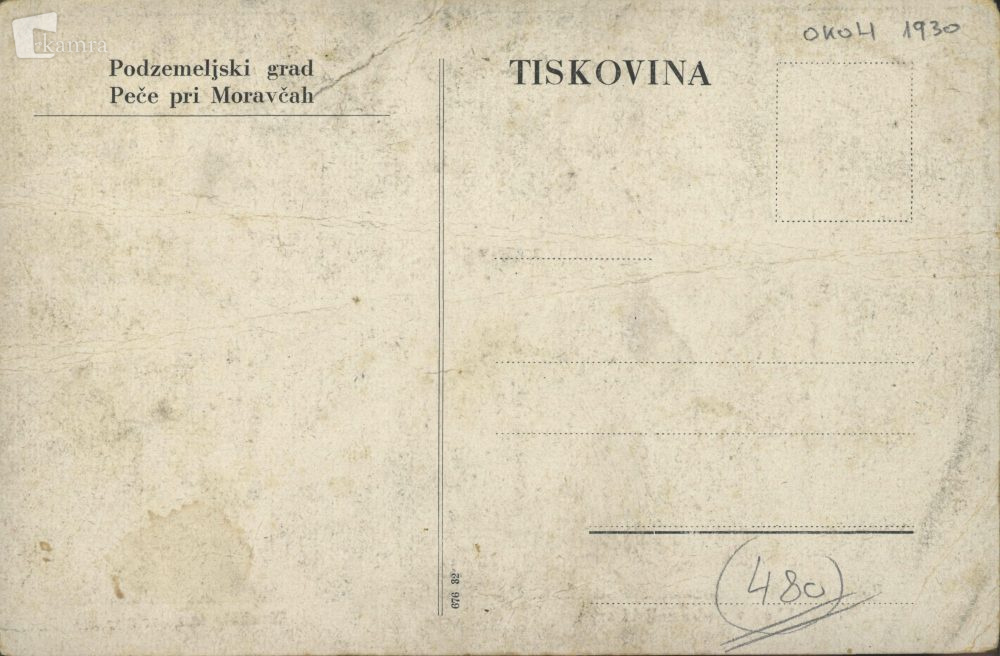 kamra
OKOLI 1930
Podzemeljski grad
Peče pri Moravčah
TISKOVINA
676 32
480